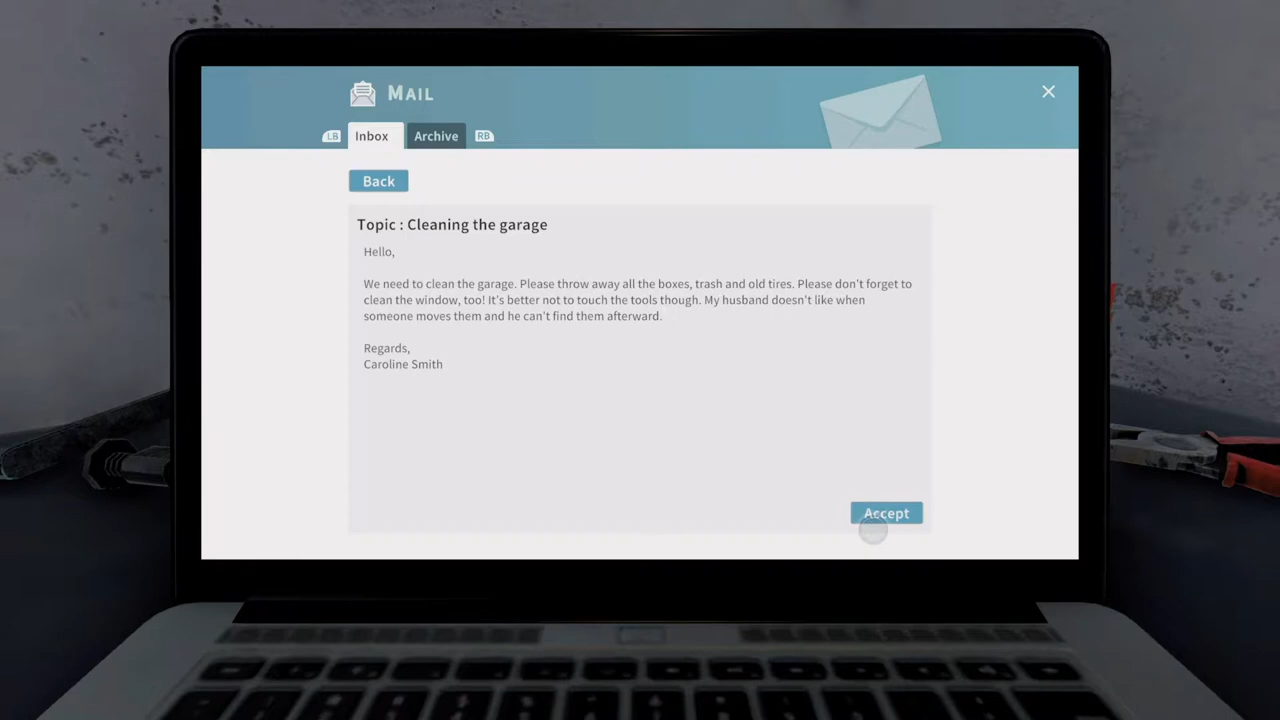 MAIL
LB Inbox Archive RB
Back
Topic : Cleaning the garage
Hello,
We need to clean the garage. Please throw away all the boxes, trash and old tires. Please don't forget to
clean the window, too! It's better not to touch the tools though. My husband doesn't like when
someone moves them and he can't find them afterward.
Regards,
Caroline Smith
Accept